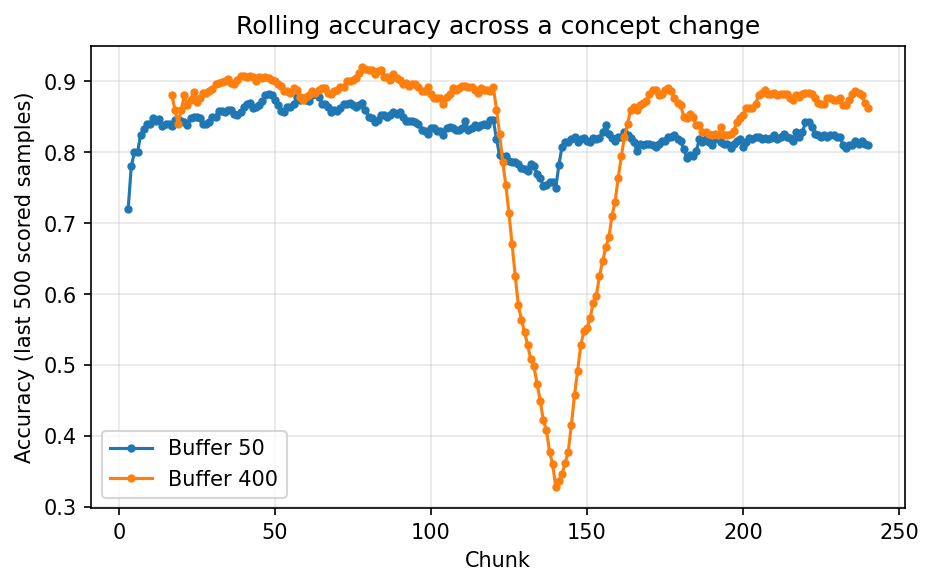 Rolling accuracy across a concept change
Accuracy (last 500 scored samples)
0.9
0.8
0.7
0.6
0.5
0.4
0.3
Buffer 50
Buffer 400
0 50 100 150 200 250
Chunk